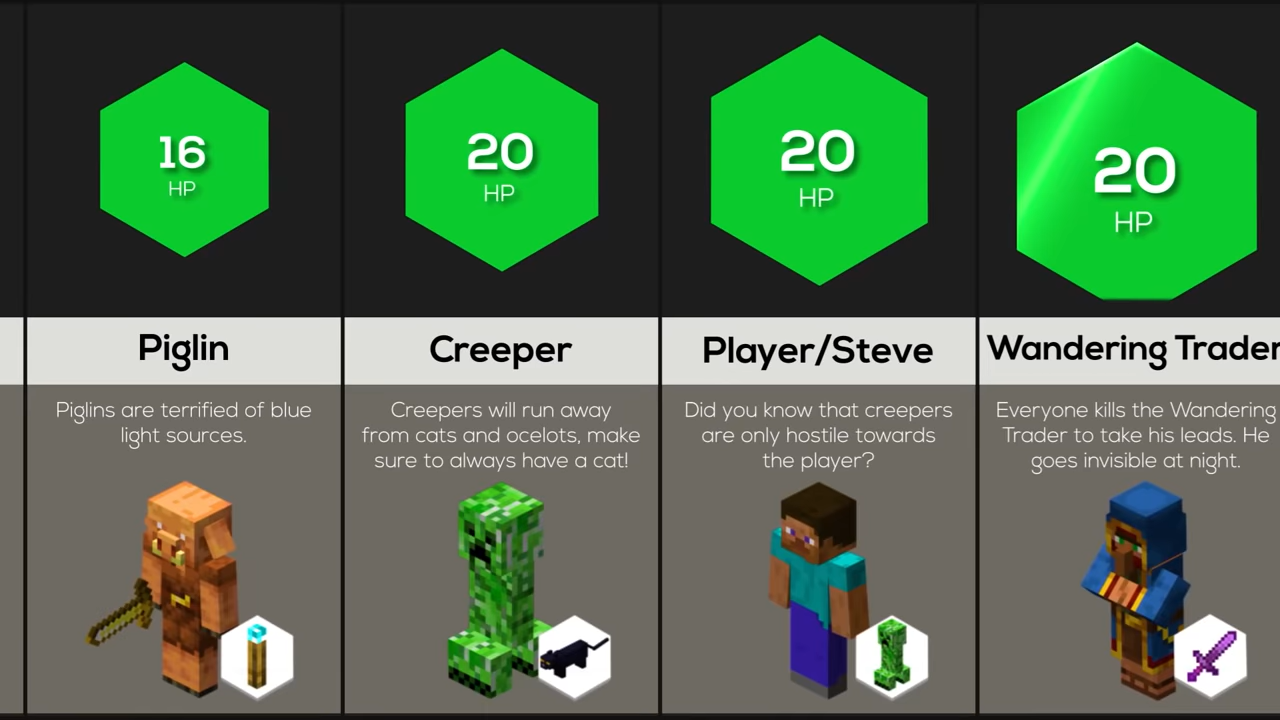 16
HP
Piglin
Piglins are terrified of blue
light sources.
20
HP
Creeper
Creepers will run away
from cats and ocelots, make
sure to always have a cat!
20
HP
Player/Steve
Did you know that creepers
are only hostile towards
the player?
20
HP
Wandering Trader
Everyone kills the Wandering
Trader to take his leads. He
goes invisible at night.